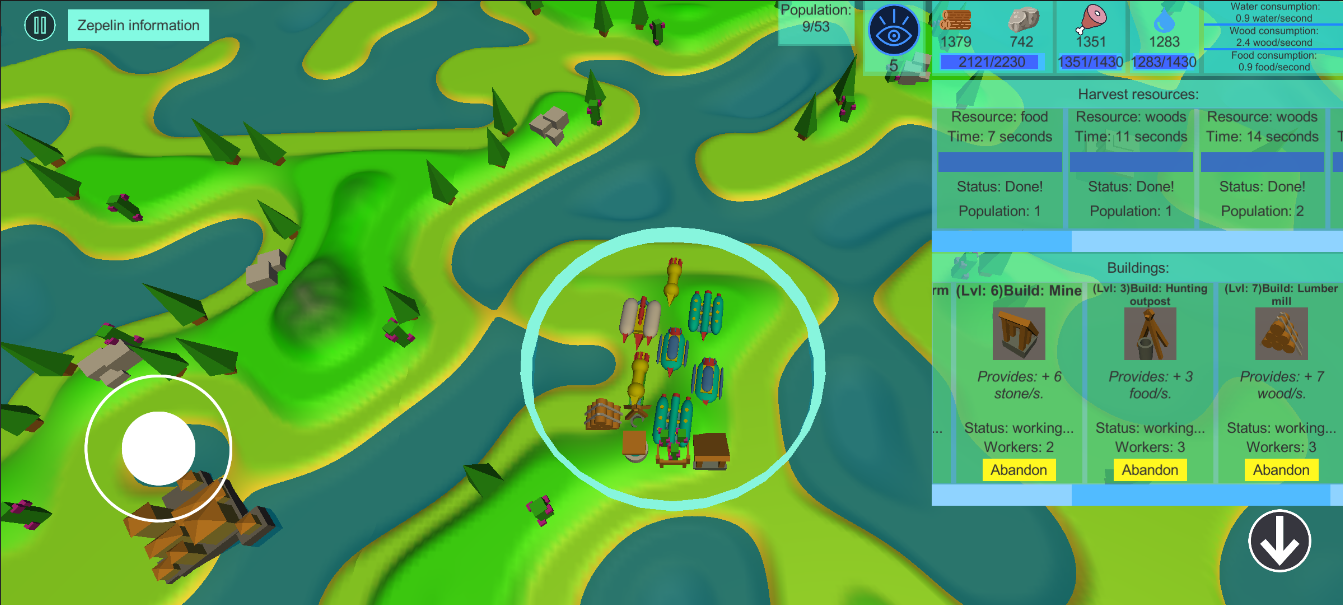 Zepelin information
Population:
9/53
5
1379
742
1351
1283
2121/2230
1351/1430
1283/1430
Water consumption:
0.9 water/second
Wood consumption:
2.4 wood/second
Food consumption:
0.9 food/second
Harvest resources:
Resource: food
Time: 7 seconds
Status: Done!
Population: 1
Resource: woods
Time: 11 seconds
Status: Done!
Population: 1
Resource: woods
Time: 14 seconds
Status: Done!
Population: 2
Buildings:
rm
...
(Lvl: 6)Build: Mine
Provides: + 6
stone/s.
Status: working...
Workers: 2
Abandon
(Lvl: 3)Build: Hunting
outpost
Provides: + 3
food/s.
Status: working...
Workers: 3
Abandon
(Lvl: 7)Build: Lumber
mill
Provides: + 7
wood/s.
Status: working...
Workers: 3
Abandon